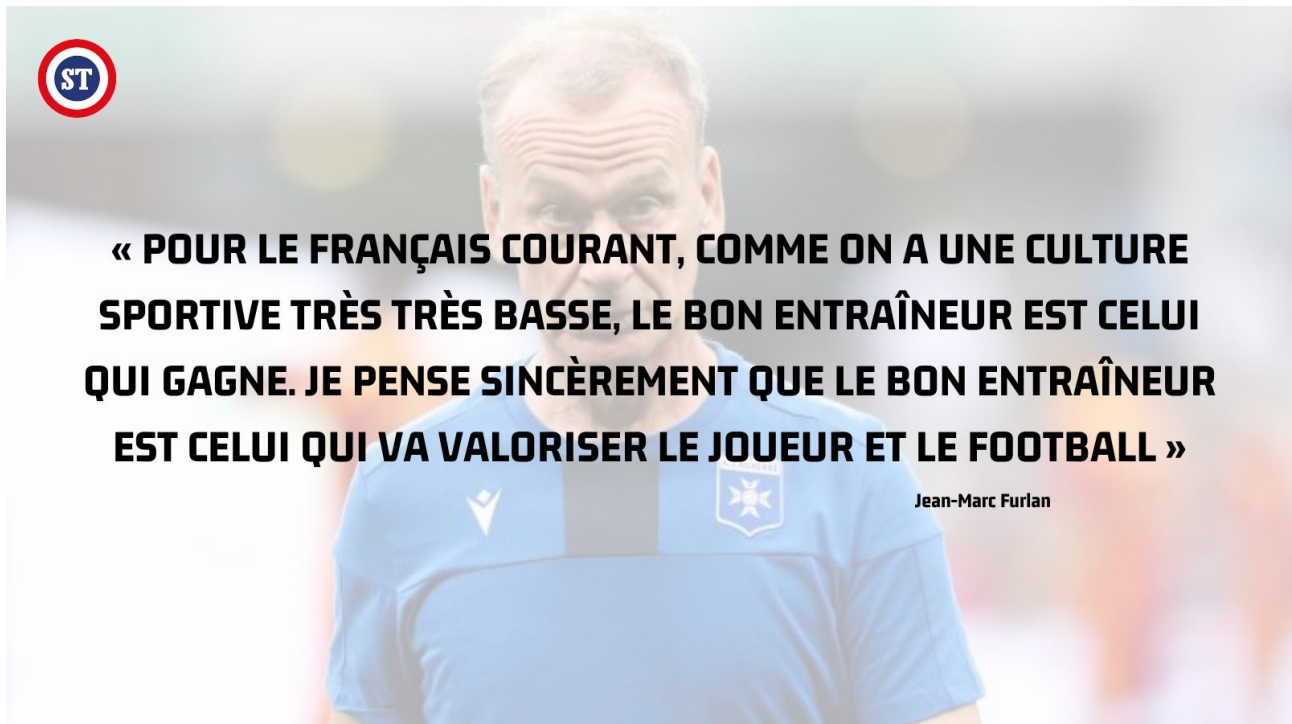 ST
« POUR LE FRANÇAIS COURANT, COMME ON A UNE CULTURE
SPORTIVE TRÈS TRÈS BASSE, LE BON ENTRAÎNEUR EST CELUI
QUI GAGNE. JE PENSE SINCÈREMENT QUE LE BON ENTRAÎNEUR
EST CELUI QUI VA VALORISER LE JOUEUR ET LE FOOTBALL »
Jean-Marc Furlan